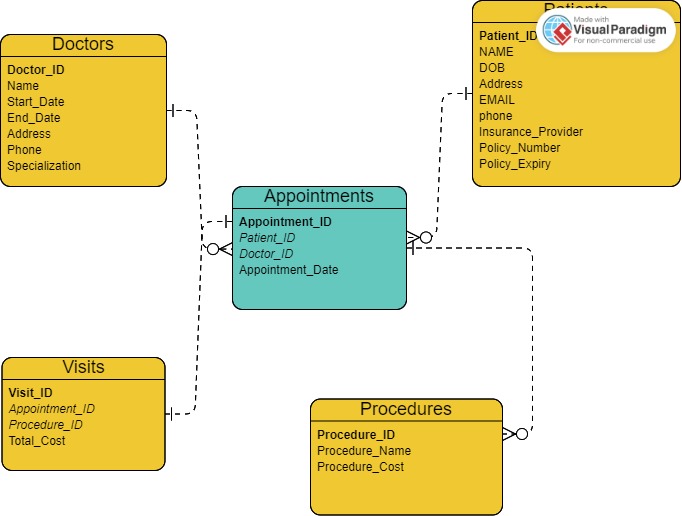 Doctors
Doctor_ID
Name
Start_Date
End_Date
Address
Phone
Specialization
Patients
Patient_ID
NAME
DOB
Address
EMAIL
phone
Insurance_Provider
Policy_Number
Policy_Expiry
Made with
VisualParadigm
For non-commercial use
Appointments
Appointment_ID
Patient_ID
Doctor_ID
Appointment_Date
Visits
Visit_ID
Appointment_ID
Procedure_ID
Total_Cost
Procedures
Procedure_ID
Procedure_Name
Procedure_Cost